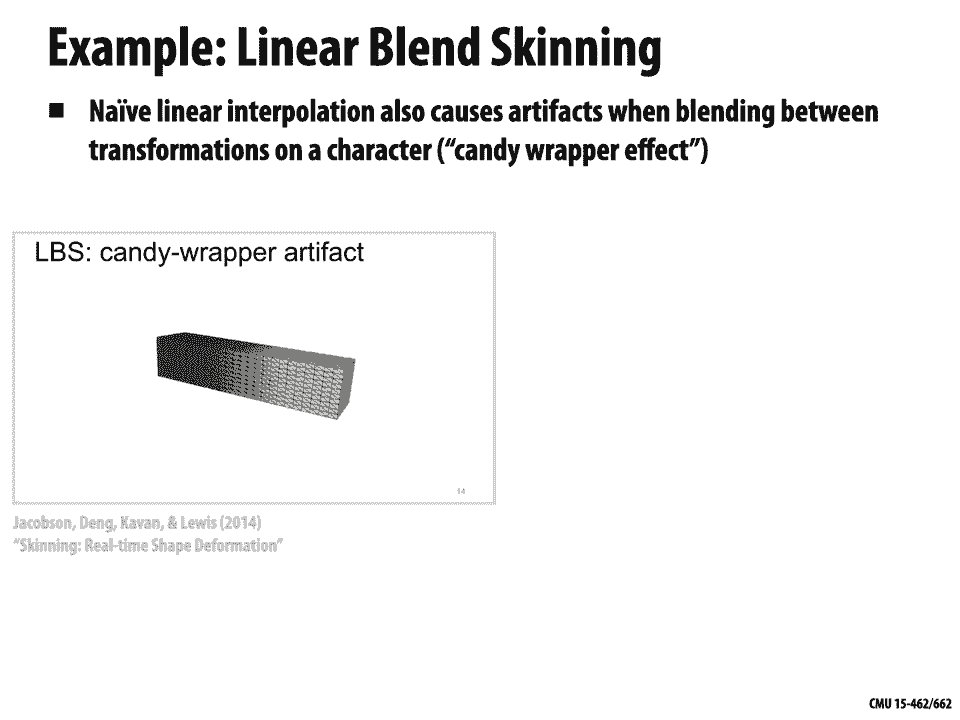 Example: Linear Blend Skinning
■ Naïve linear interpolation also causes artifacts when blending between
transformations on a character (“candy wrapper effect”)
LBS: candy-wrapper artifact
14
Jacobson, Deng, Kavan, & Lewis (2014)
“Skinning: Real-time Shape Deformation”
CMU 15-462/662